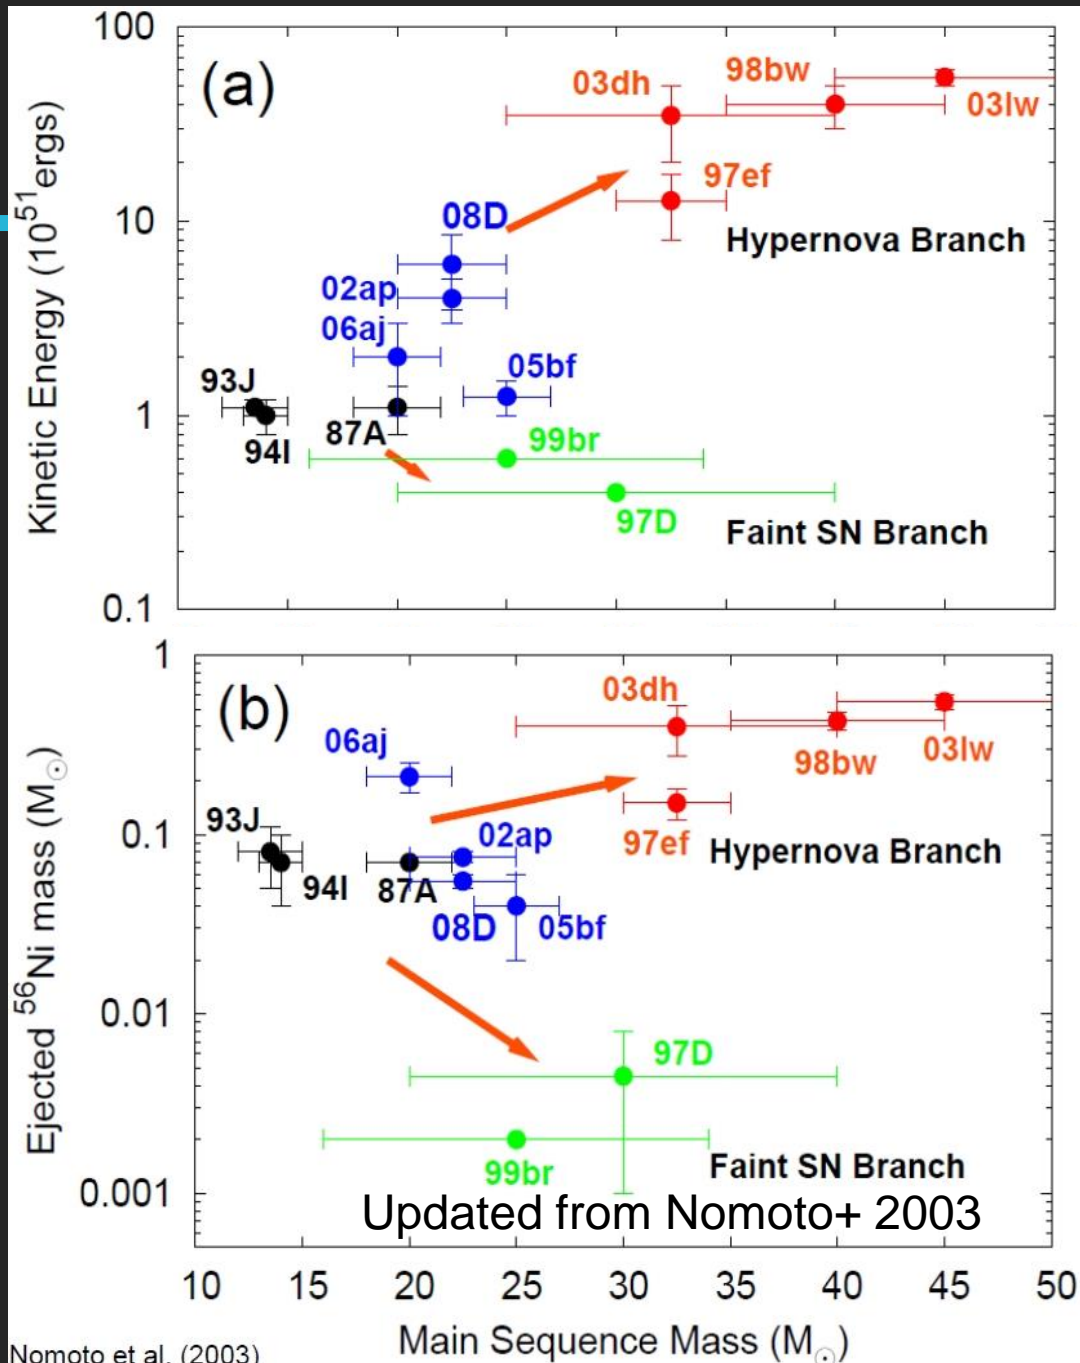 100
(a)
03dh
98bw
03lw
97ef
10
08D
Hypernova Branch
02ap
06aj
05bf
93J
1
94I
87A
99br
97D
Faint SN Branch
0.1
Kinetic Energy (10⁵¹ergs)
1
(b)
03dh
06aj
98bw
03lw
93J
0.1
02ap
97ef
Hypernova Branch
94I
87A
08D
05bf
0.01
97D
99br
Faint SN Branch
0.001
Updated from Nomoto+ 2003
Ejected ⁵⁶Ni mass (M☉)
10 15 20 25 30 35 40 45 50
Main Sequence Mass (M☉)
Nomoto et al. (2003)